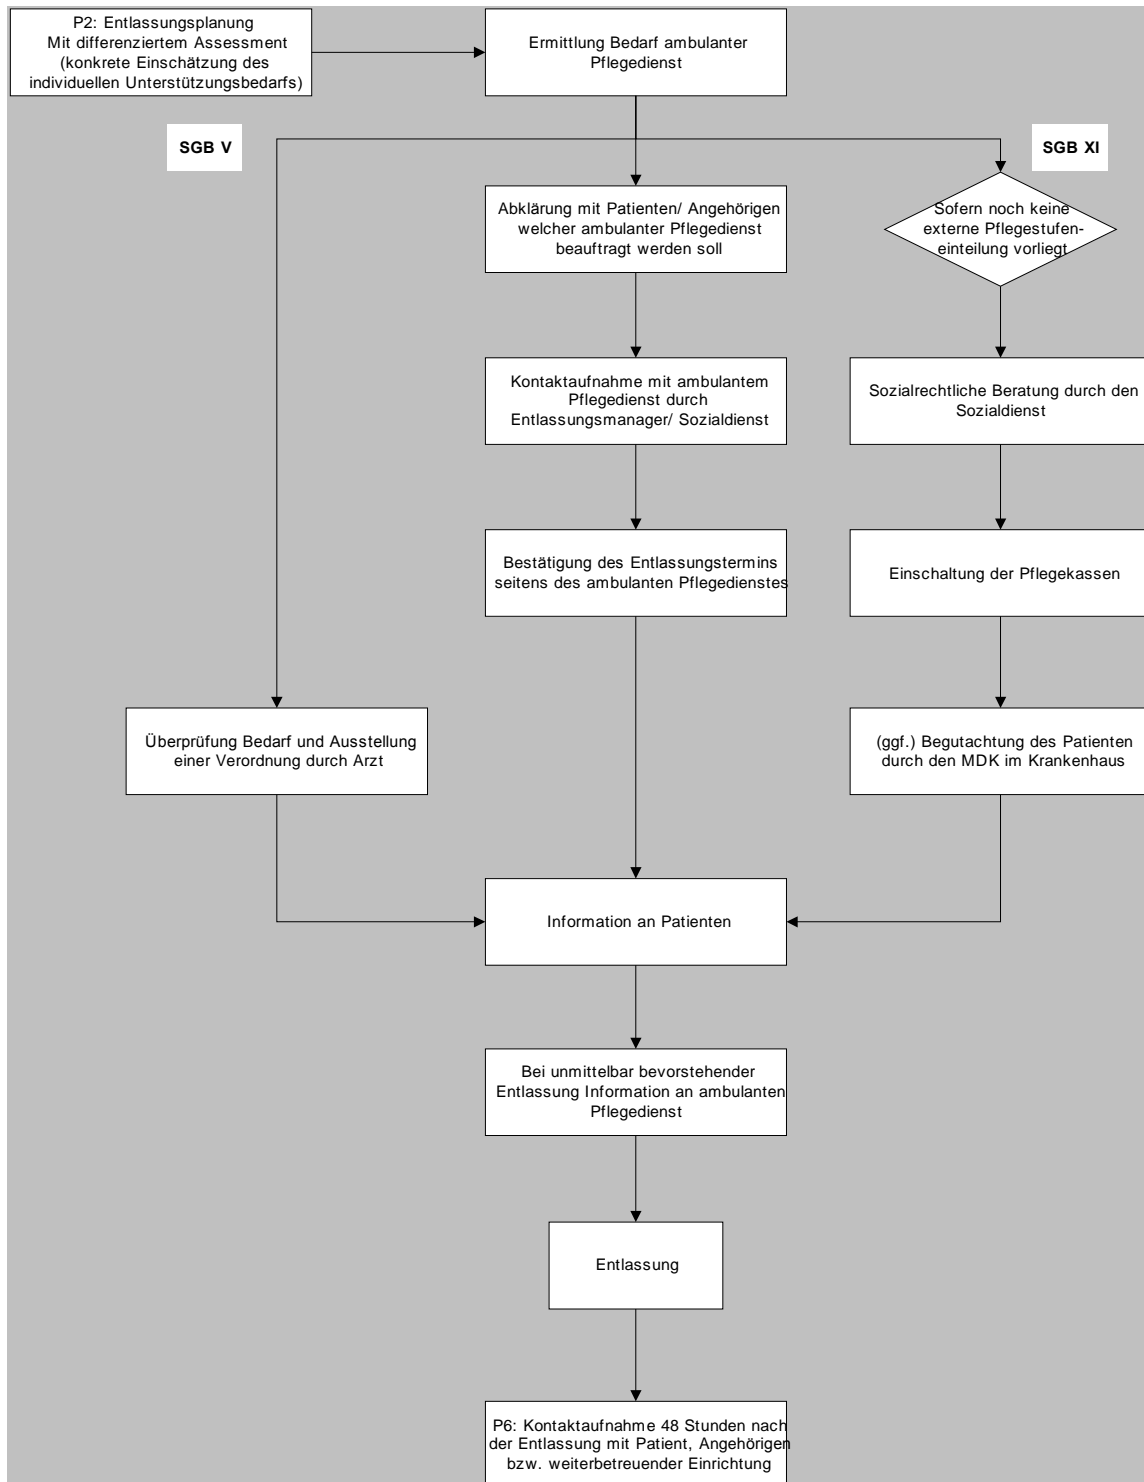 P2: Entlassungsplanung
Mit differenziertem Assessment
(konkrete Einschätzung des
individuellen Unterstützungsbedarfs)
Ermittlung Bedarf ambulanter
Pflegedienst
SGB V
SGB XI
Abklärung mit Patienten/ Angehörigen
welcher ambulanter Pflegedienst
beauftragt werden soll
Sofern noch keine
externe Pflegestufen-
einteilung vorliegt
Kontaktaufnahme mit ambulantem
Pflegedienst durch
Entlassungsmanager/ Sozialdienst
Sozialrechtliche Beratung durch den
Sozialdienst
Bestätigung des Entlassungstermins
seitens des ambulanten Pflegedienstes
Einschaltung der Pflegekassen
Überprüfung Bedarf und Ausstellung
einer Verordnung durch Arzt
(ggf.) Begutachtung des Patienten
durch den MDK im Krankenhaus
Information an Patienten
Bei unmittelbar bevorstehender
Entlassung Information an ambulanten
Pflegedienst
Entlassung
P6: Kontaktaufnahme 48 Stunden nach
der Entlassung mit Patient, Angehörigen
bzw. weiterbetreuender Einrichtung